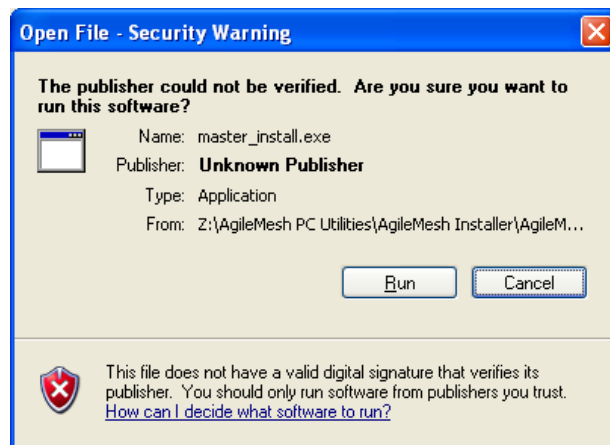 Open File - Security Warning
The publisher could not be verified. Are you sure you want to
run this software?
Name: master_install.exe
Publisher: Unknown Publisher
Type: Application
From: Z:\AgileMesh PC Utilities\AgileMesh Installer\AgileM...
Run Cancel
This file does not have a valid digital signature that verifies its
publisher. You should only run software from publishers you trust.
How can I decide what software to run?